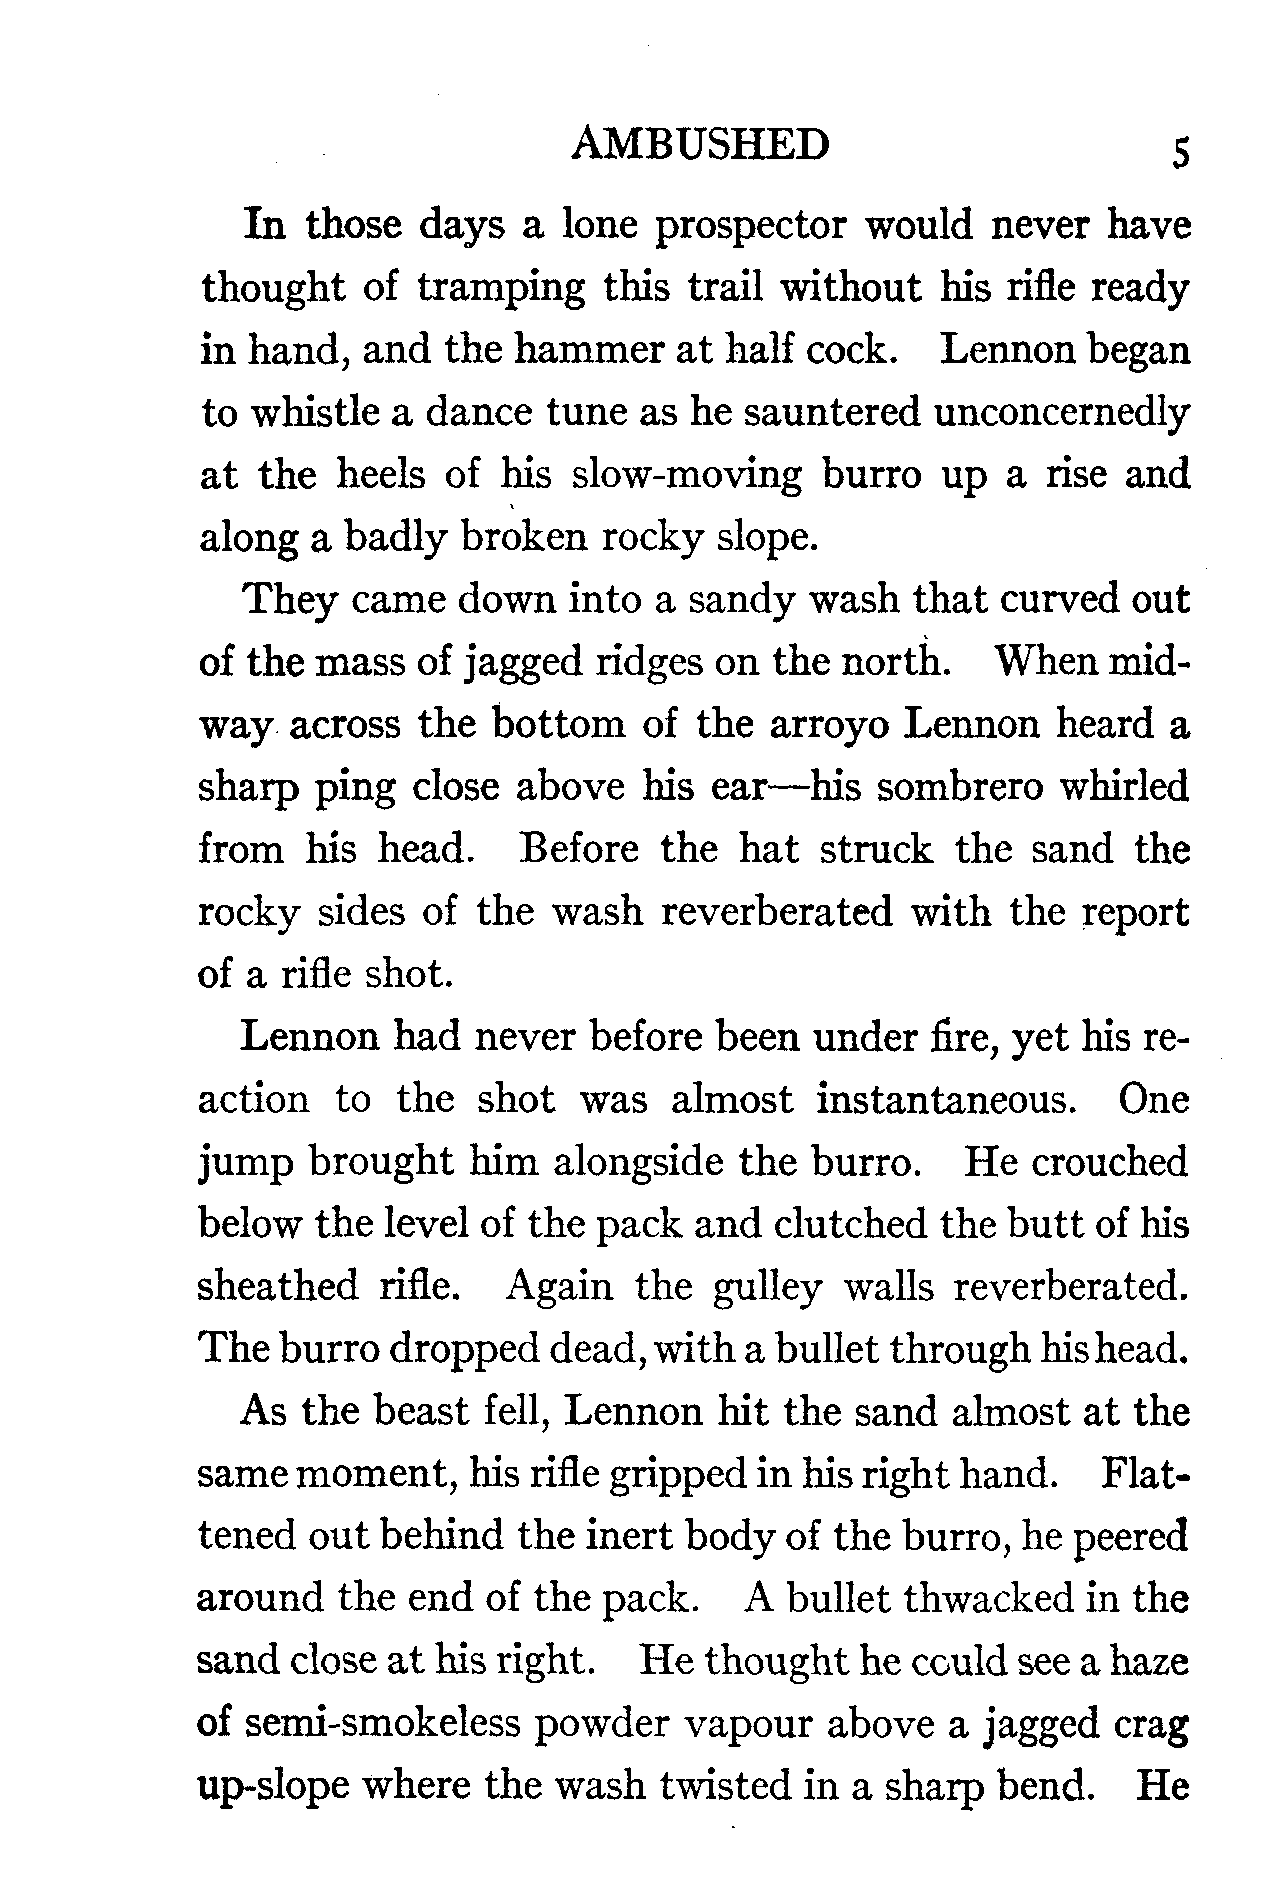 AMBUSHED 5
In those days a lone prospector would never have
thought of tramping this trail without his rifle ready
in hand, and the hammer at half cock. Lennon began
to whistle a dance tune as he sauntered unconcernedly
at the heels of his slow-moving burro up a rise and
along a badly broken rocky slope.
They came down into a sandy wash that curved out
of the mass of jagged ridges on the north. When mid-
way across the bottom of the arroyo Lennon heard a
sharp ping close above his ear—his sombrero whirled
from his head. Before the hat struck the sand the
rocky sides of the wash reverberated with the report
of a rifle shot.
Lennon had never before been under fire, yet his re-
action to the shot was almost instantaneous. One
jump brought him alongside the burro. He crouched
below the level of the pack and clutched the butt of his
sheathed rifle. Again the gulley walls reverberated.
The burro dropped dead, with a bullet through his head.
As the beast fell, Lennon hit the sand almost at the
same moment, his rifle gripped in his right hand. Flat-
tened out behind the inert body of the burro, he peered
around the end of the pack. A bullet thwacked in the
sand close at his right. He thought he could see a haze
of semi-smokeless powder vapour above a jagged crag
up-slope where the wash twisted in a sharp bend. He